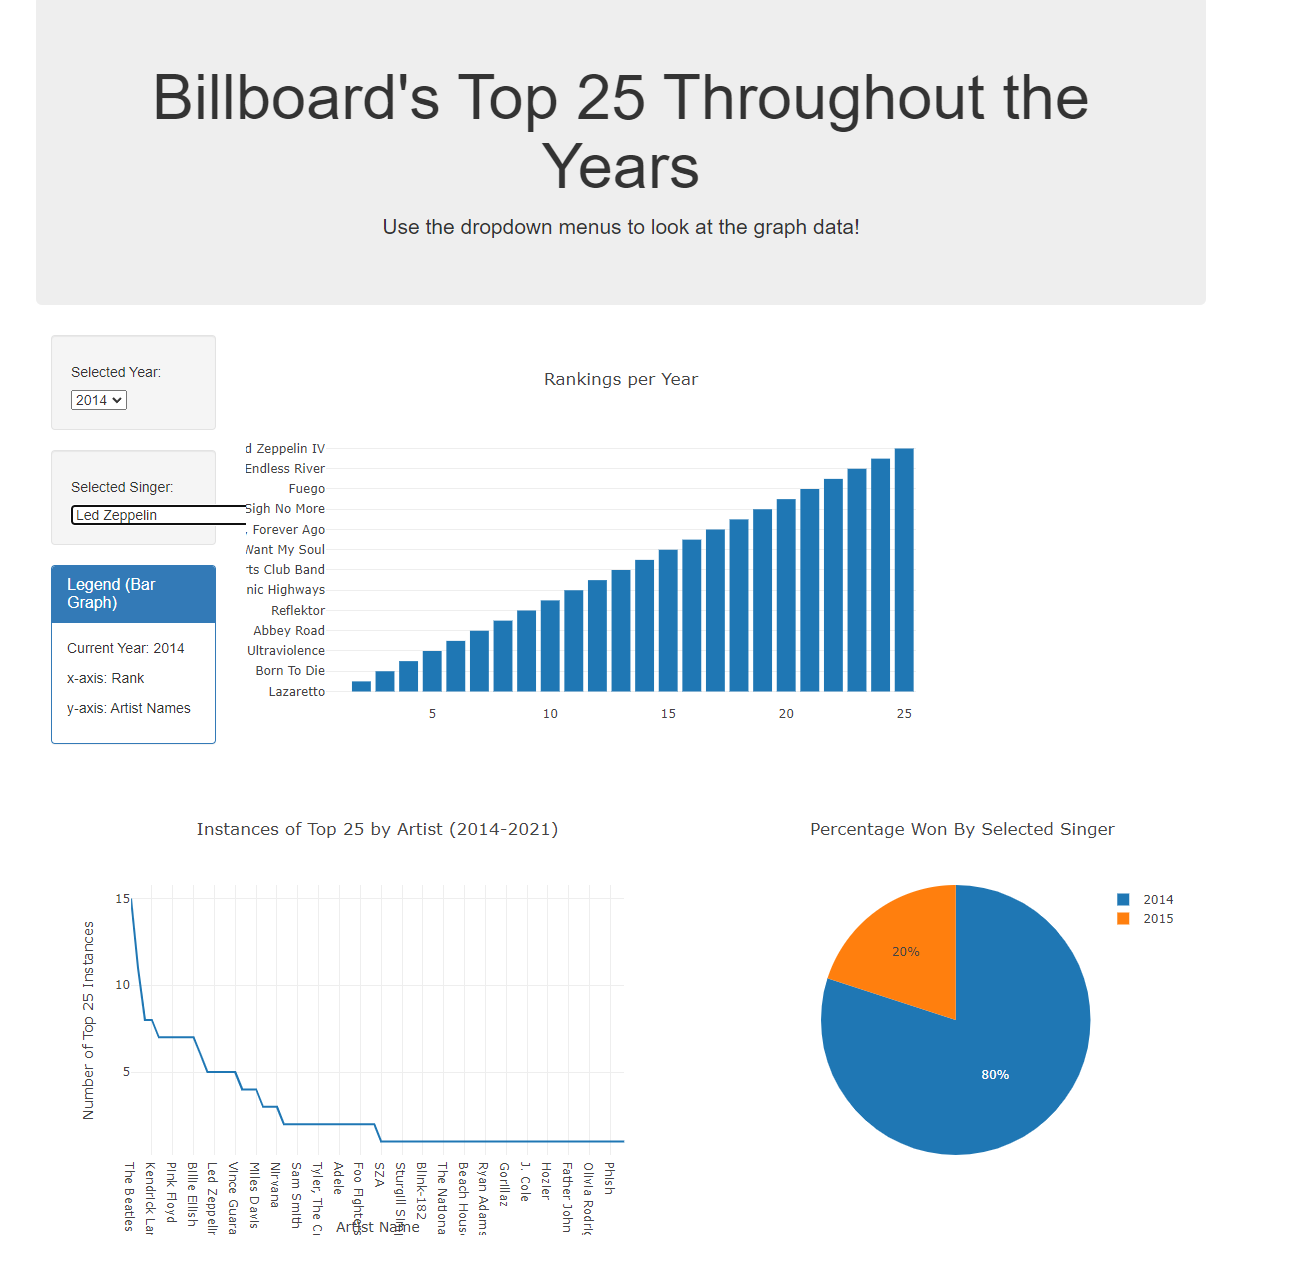 Billboard's Top 25 Throughout the
Years
Use the dropdown menus to look at the graph data!
Selected Year:
2014
Selected Singer:
Led Zeppelin
Legend (Bar
Graph)
Current Year: 2014
x-axis: Rank
y-axis: Artist Names
Rankings per Year
d Zeppelin IV
Endless River
Fuego
Sigh No More
. Forever Ago
Want My Soul
rts Club Band
nic Highways
Reflektor
Abbey Road
Ultraviolence
Born To Die
Lazaretto
5 10 15 20 25
Instances of Top 25 by Artist (2014-2021)
Number of Top 25 Instances
15
10
5
The Beatles
Kendrick Lar
Pink Floyd
Billie Eilish
Led Zeppelin
Vince Guara
Miles Davis
Nirvana
Sam Smith
Tyler, The Cr
Adele
Foo Fighters
SZA
Sturgill Sim
Blink-182
The Nationa
Beach House
Ryan Adams
Gorillaz
J. Cole
Hozier
Father John
Olivia Rodrig
Phish
Artist Name
Percentage Won By Selected Singer
20%
80%
2014
2015